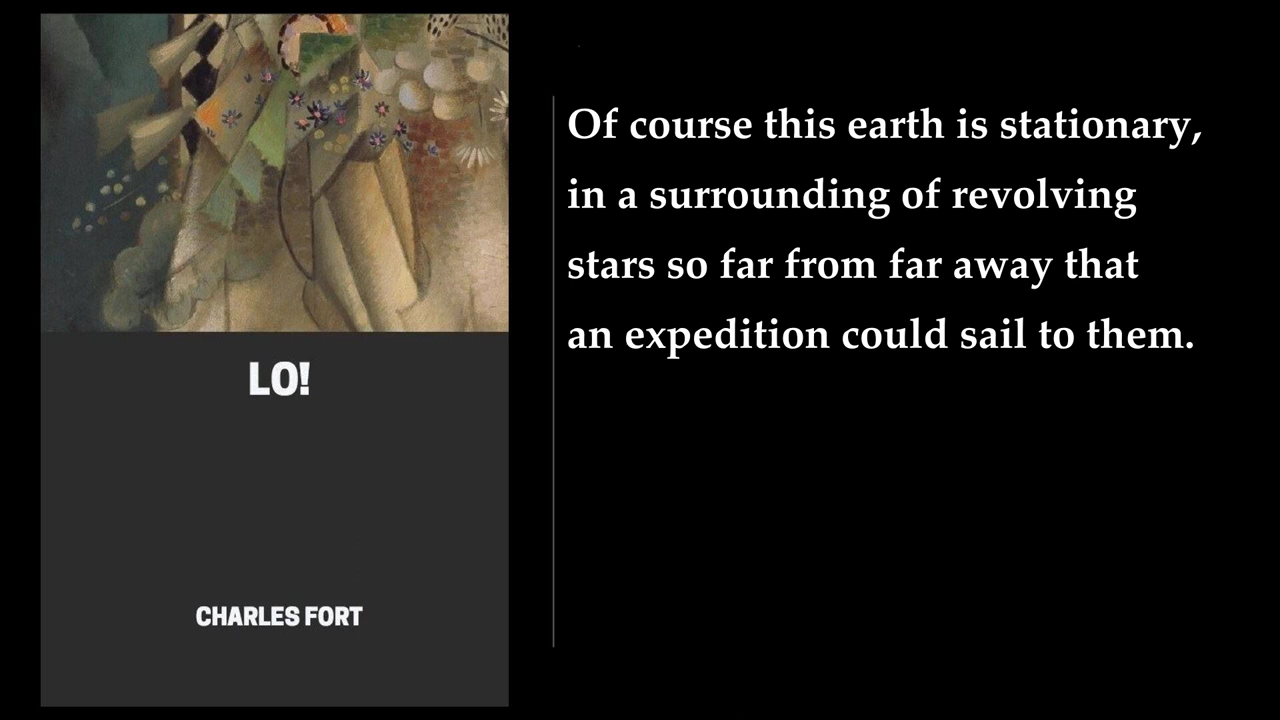 LO!
CHARLES FORT
Of course this earth is stationary,
in a surrounding of revolving
stars so far from far away that
an expedition could sail to them.